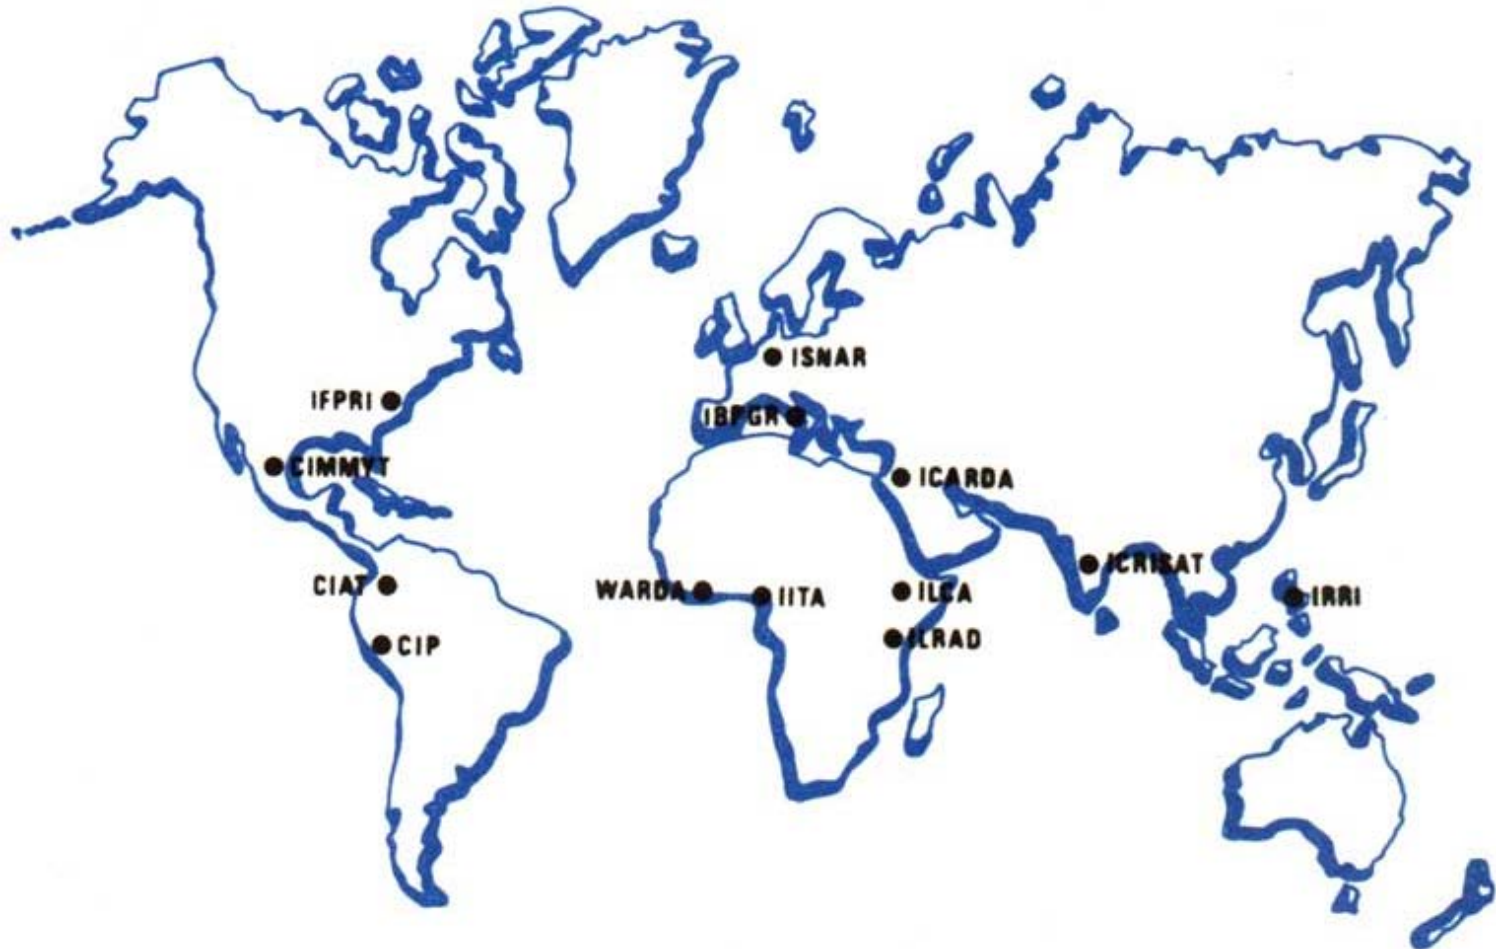 ISNAR
IFPRI
IBPGR
CIMMYT
ICARDA
ICRISAT
CIAT
WARDA
IITA
ILCA
IRRI
CIP
ILRAD